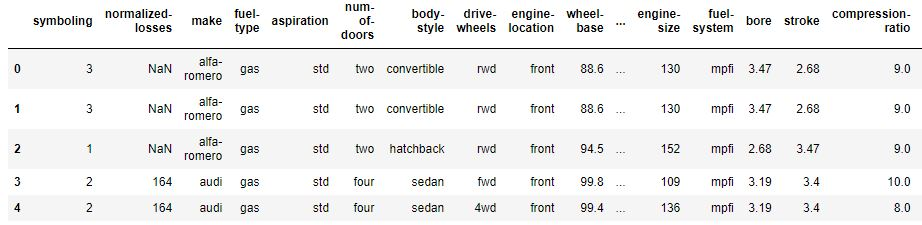 symboling normalized-losses make fuel-type aspiration num-of-doors body-style drive-wheels engine-location wheel-base ... engine-size fuel-system bore stroke compression-ratio
0 3 NaN alfa-romero gas std two convertible rwd front 88.6 ... 130 mpfi 3.47 2.68 9.0
1 3 NaN alfa-romero gas std two convertible rwd front 88.6 ... 130 mpfi 3.47 2.68 9.0
2 1 NaN alfa-romero gas std two hatchback rwd front 94.5 ... 152 mpfi 2.68 3.47 9.0
3 2 164 audi gas std four sedan fwd front 99.8 ... 109 mpfi 3.19 3.4 10.0
4 2 164 audi gas std four sedan 4wd front 99.4 ... 136 mpfi 3.19 3.4 8.0